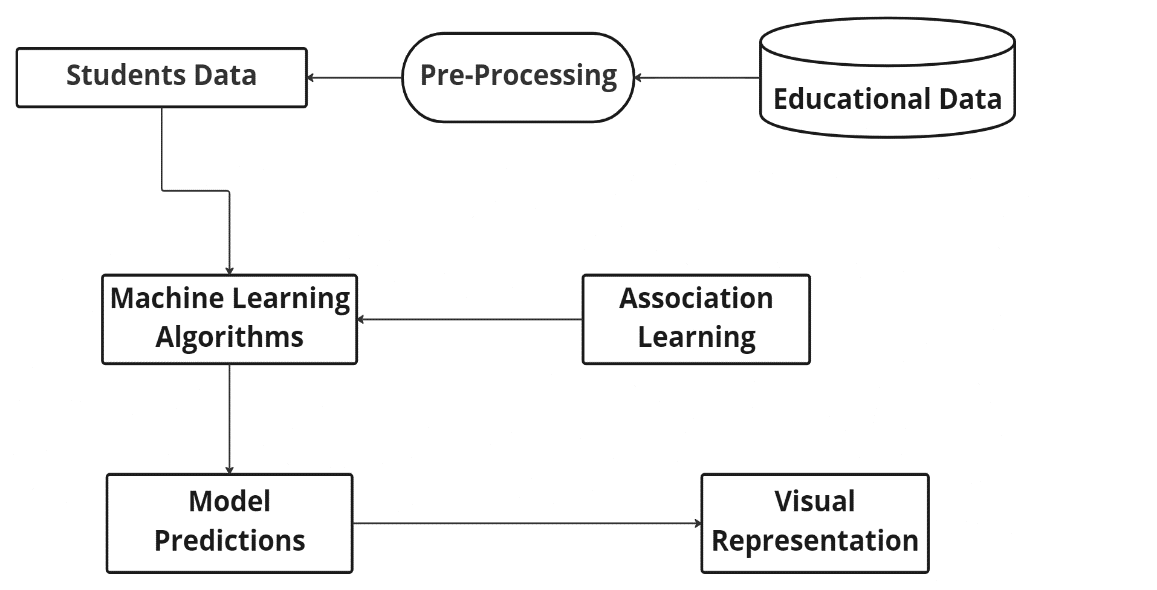 Students Data
Pre-Processing
Educational Data
Machine Learning
Algorithms
Association
Learning
Model
Predictions
Visual
Representation